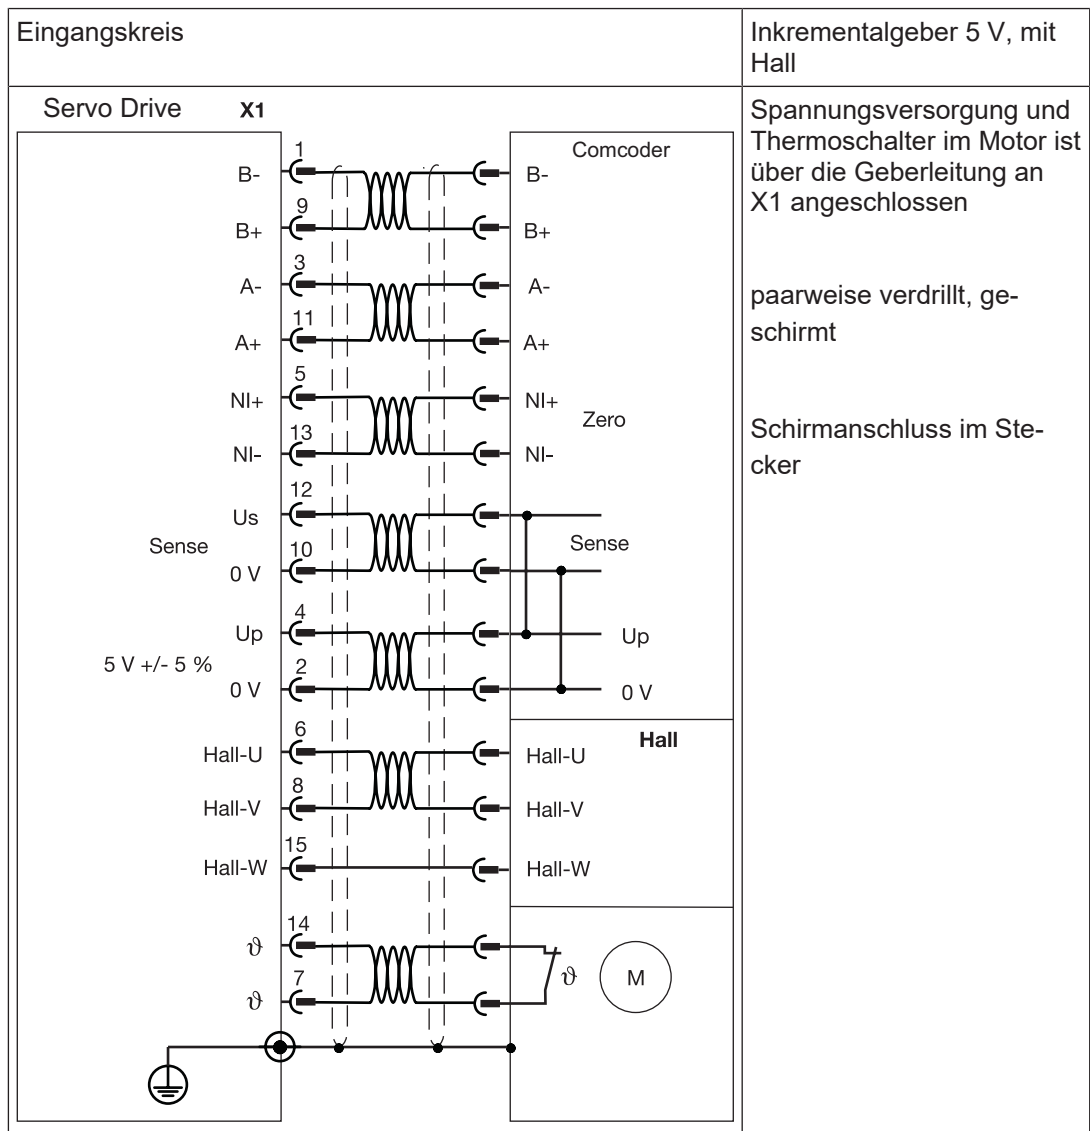 Eingangskreis
Inkrementalgeber 5 V, mit
Hall
Servo Drive X1
Comcoder
1
B- B-
9
B+ B+
3
A- A-
11
A+ A+
5
NI+ NI+
Zero
13
NI- NI-
12
Us
Sense Sense
10
0 V
4
Up Up
5 V +/- 5 %
2
0 V 0 V
Hall
6
Hall-U Hall-U
8
Hall-V Hall-V
15
Hall-W Hall-W
14
ϑ
ϑ M
7
ϑ
Spannungsversorgung und
Thermoschalter im Motor ist
über die Geberleitung an
X1 angeschlossen
paarweise verdrillt, ge-
schirmt
Schirmanschluss im Ste-
cker